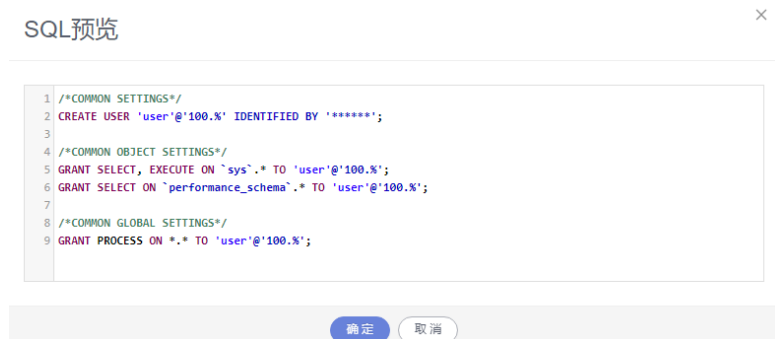 SQL预览
×
1 /*COMMON SETTINGS*/
2 CREATE USER 'user'@'100.%' IDENTIFIED BY '******';
3
4 /*COMMON OBJECT SETTINGS*/
5 GRANT SELECT, EXECUTE ON `sys`.* TO 'user'@'100.%';
6 GRANT SELECT ON `performance_schema`.* TO 'user'@'100.%';
7
8 /*COMMON GLOBAL SETTINGS*/
9 GRANT PROCESS ON *.* TO 'user'@'100.%';
确定 取消